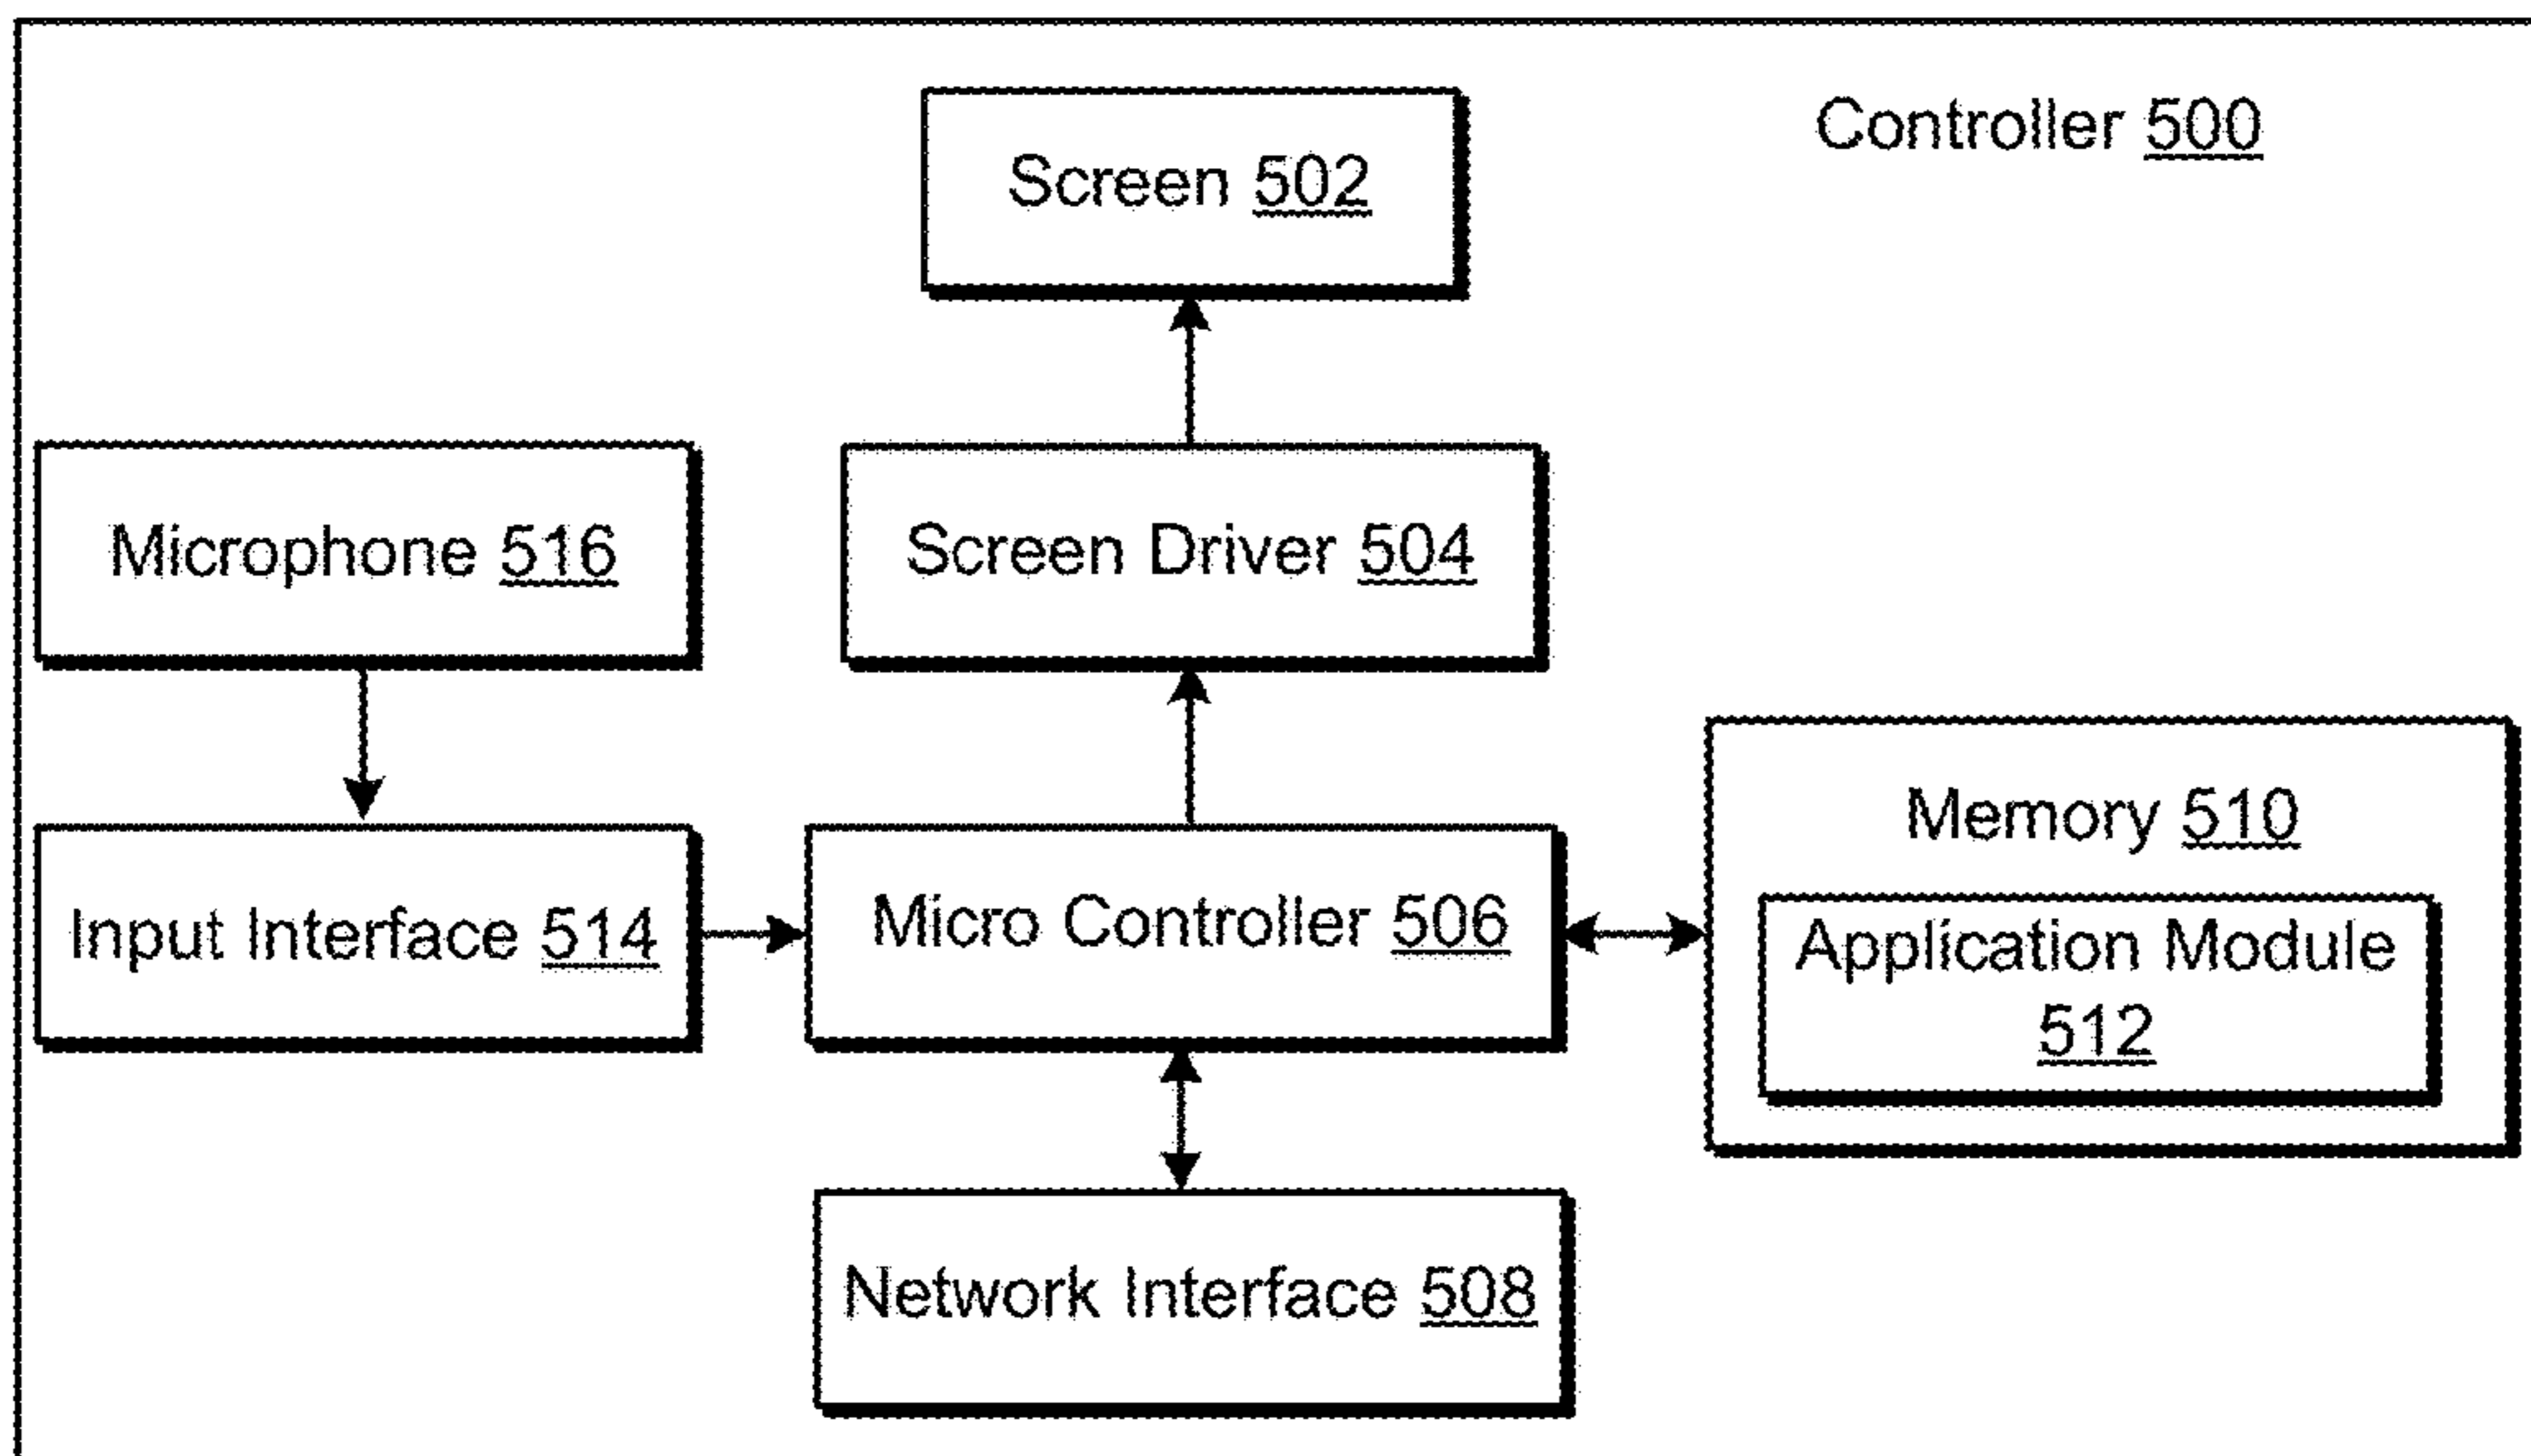 Controller 500
Screen 502
Microphone 516
Screen Driver 504
Memory 510
Input Interface 514
Micro Controller 506
Application Module
512
Network Interface 508